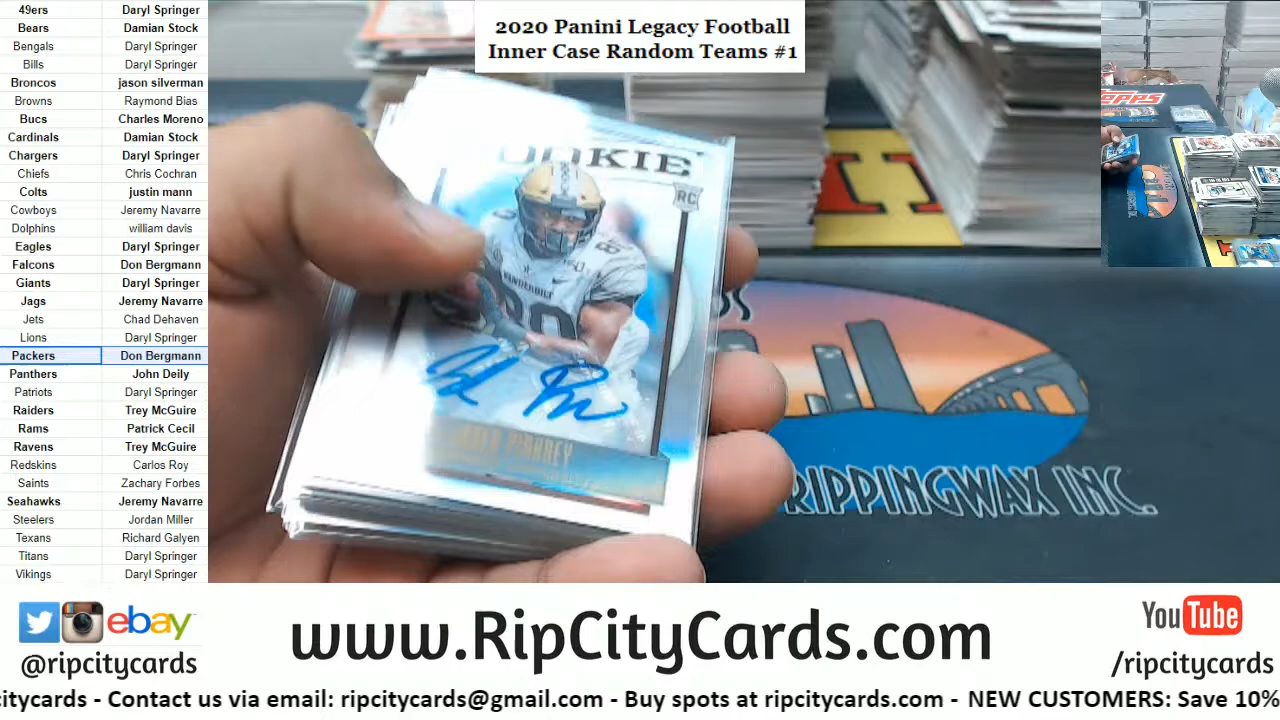 49ers Daryl Springer
Bears Damian Stock
Bengals Daryl Springer
Bills Daryl Springer
Broncos jason silverman
Browns Raymond Bias
Bucs Charles Moreno
Cardinals Damian Stock
Chargers Daryl Springer
Chiefs Chris Cochran
Colts justin mann
Cowboys Jeremy Navarre
Dolphins william davis
Eagles Daryl Springer
Falcons Don Bergmann
Giants Daryl Springer
Jags Jeremy Navarre
Jets Chad Dehaven
Lions Daryl Springer
Packers Don Bergmann
Panthers John Deily
Patriots Daryl Springer
Raiders Trey McGuire
Rams Patrick Cecil
Ravens Trey McGuire
Redskins Carlos Roy
Saints Zachary Forbes
Seahawks Jeremy Navarre
Steelers Jordan Miller
Texans Richard Galyen
Titans Daryl Springer
Vikings Daryl Springer
2020 Panini Legacy Football
Inner Case Random Teams #1
RC
VANDERBILT
80
RIPPINGWAX INC.
TOPPS
ebay
@ripcitycards
www.RipCityCards.com
YouTube
/ripcitycards
citycards - Contact us via email: ripcitycards@gmail.com - Buy spots at ripcitycards.com - NEW CUSTOMERS: Save 10%